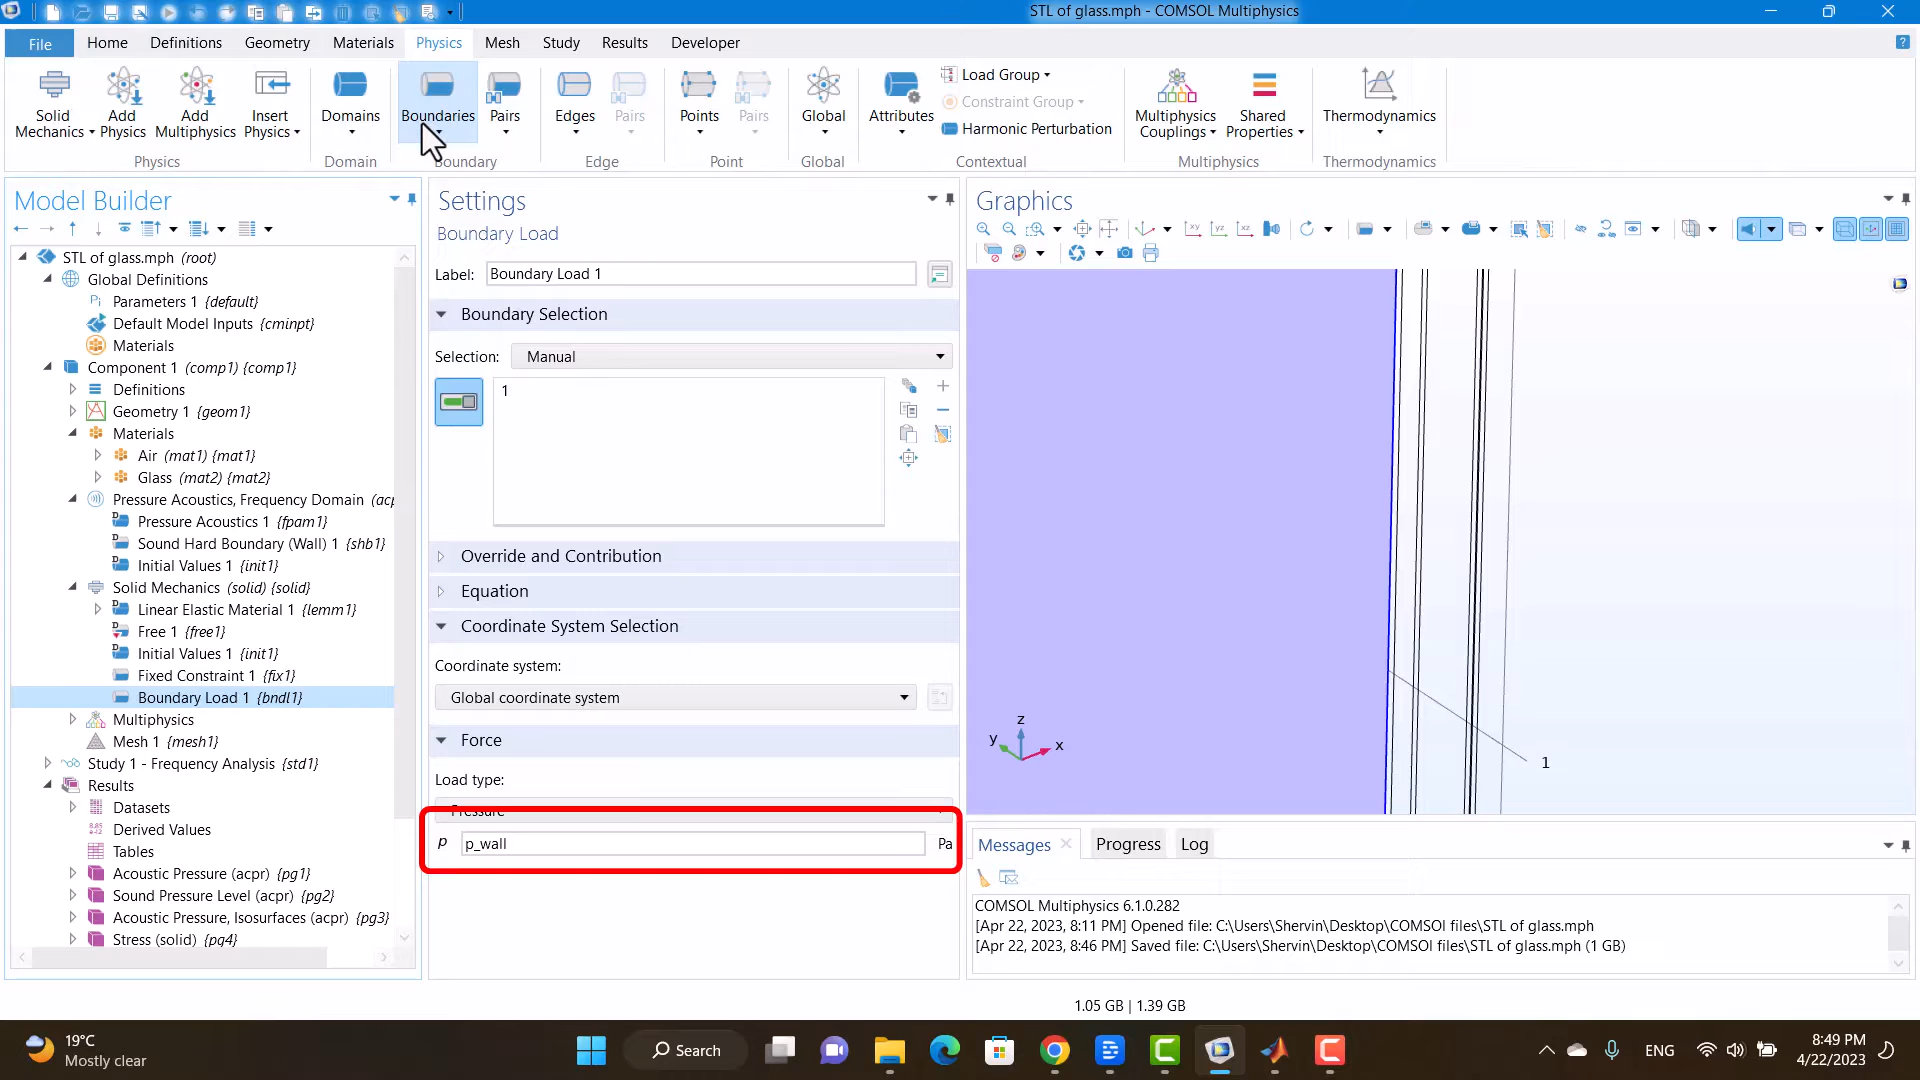 STL of glass.mph - COMSOL Multiphysics
File
Home
Definitions
Geometry
Materials
Physics
Mesh
Study
Results
Developer
Solid Mechanics
Add Physics
Add Multiphysics
Insert Physics
Domains
Boundaries
Pairs
Edges
Pairs
Points
Pairs
Global
Attributes
Load Group
Constraint Group
Harmonic Perturbation
Multiphysics Couplings
Shared Properties
Thermodynamics
Physics
Domain
Boundary
Edge
Point
Global
Contextual
Multiphysics
Thermodynamics
Model Builder
STL of glass.mph (root)
Global Definitions
Parameters 1 {default}
Default Model Inputs {cminpt}
Materials
Component 1 (comp1) {comp1}
Definitions
Geometry 1 {geom1}
Materials
Air (mat1) {mat1}
Glass (mat2) {mat2}
Pressure Acoustics, Frequency Domain (acp
Pressure Acoustics 1 {fpam1}
Sound Hard Boundary (Wall) 1 {shb1}
Initial Values 1 {init1}
Solid Mechanics (solid) {solid}
Linear Elastic Material 1 {lemm1}
Free 1 {free1}
Initial Values 1 {init1}
Fixed Constraint 1 {fix1}
Boundary Load 1 {bndl1}
Multiphysics
Mesh 1 {mesh1}
Study 1 - Frequency Analysis {std1}
Results
Datasets
Derived Values
Tables
Acoustic Pressure (acpr) {pg1}
Sound Pressure Level (acpr) {pg2}
Acoustic Pressure, Isosurfaces (acpr) {pg3}
Stress (solid) {pg4}
Settings
Boundary Load
Label: Boundary Load 1
Boundary Selection
Selection: Manual
1
Override and Contribution
Equation
Coordinate System Selection
Coordinate system:
Global coordinate system
Force
Load type:
Pressure
p p_wall Pa
Graphics
z
y
x
1
Messages
Progress
Log
COMSOL Multiphysics 6.1.0.282
[Apr 22, 2023, 8:11 PM] Opened file: C:\Users\Shervin\Desktop\COMSOl files\STL of glass.mph
[Apr 22, 2023, 8:46 PM] Saved file: C:\Users\Shervin\Desktop\COMSOl files\STL of glass.mph (1 GB)
1.05 GB | 1.39 GB
19°C
Mostly clear
Search
ENG
8:49 PM
4/22/2023